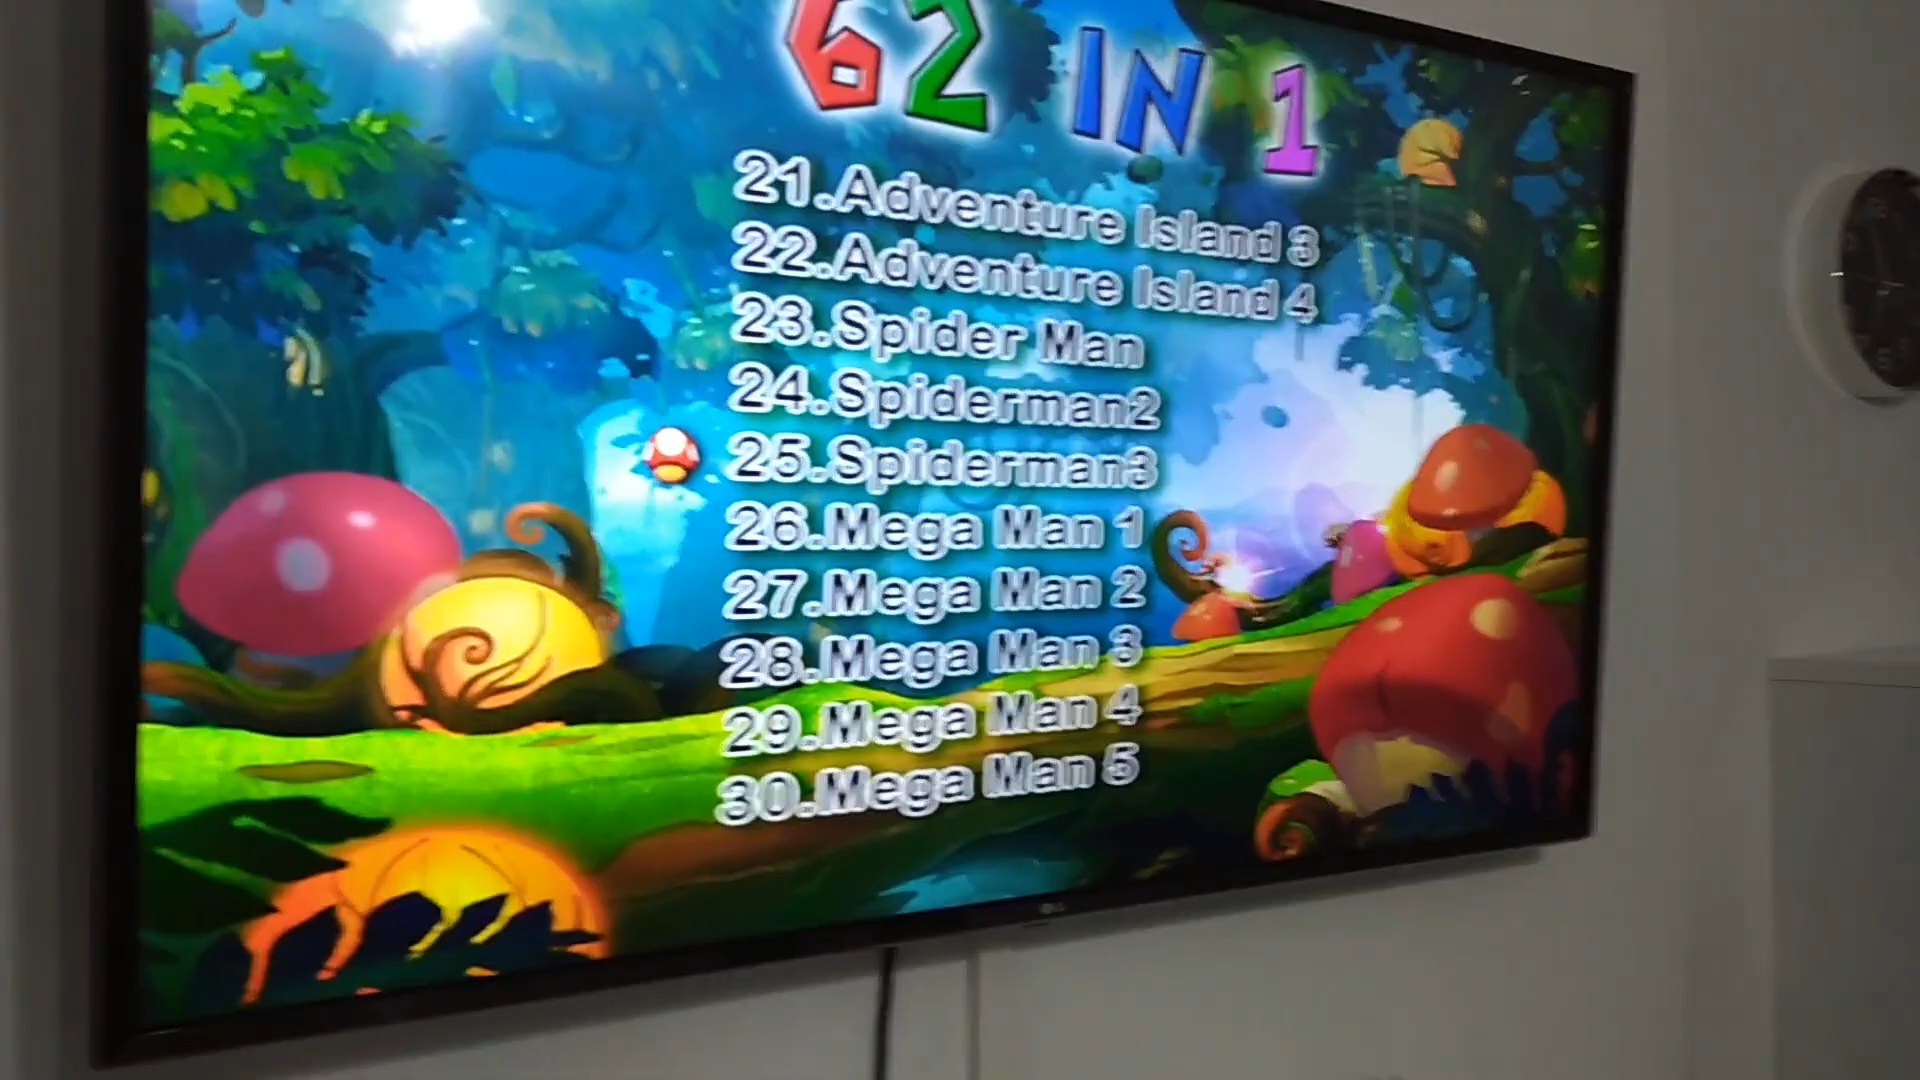 62 IN 1
21.Adventure Island 3
22.Adventure Island 4
23.Spider Man
24.Spiderman2
25.Spiderman3
26.Mega Man 1
27.Mega Man 2
28.Mega Man 3
29.Mega Man 4
30.Mega Man 5